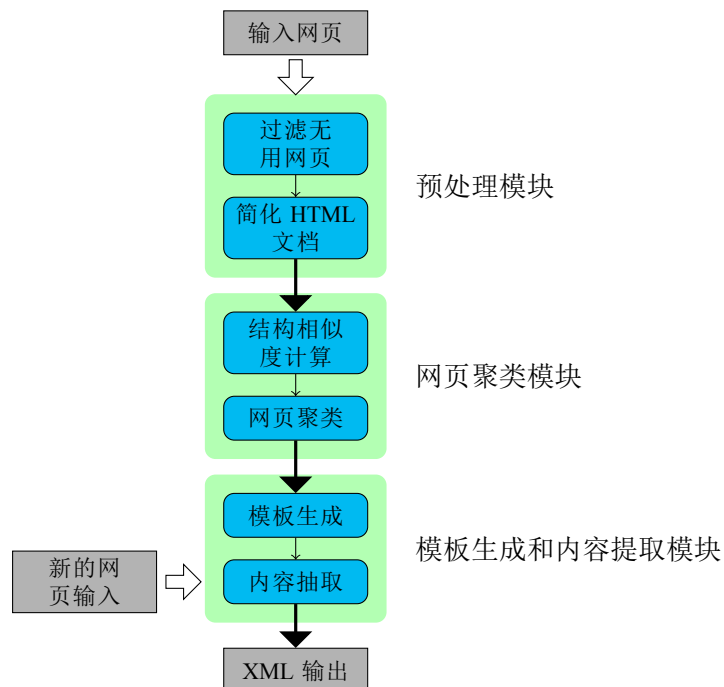 输入网页
过滤无
用网页
简化 HTML
文档
预处理模块
结构相似
度计算
网页聚类
网页聚类模块
模板生成
内容抽取
模板生成和内容提取模块
新的网
页输入
XML 输出